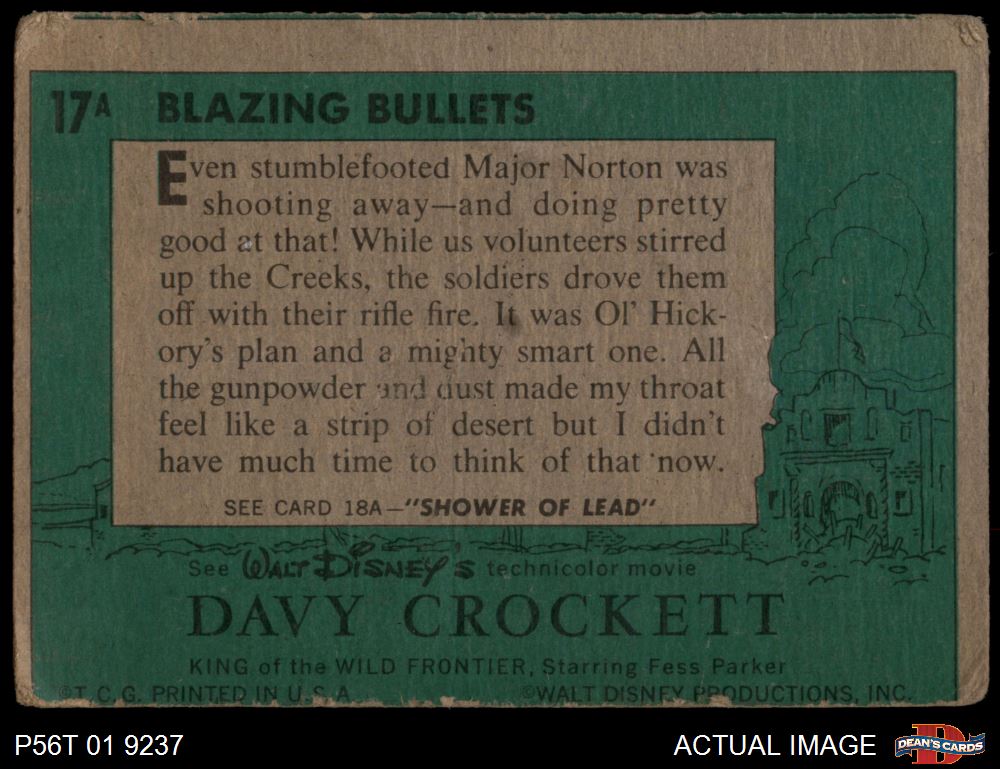 17A BLAZING BULLETS
Even stumblefooted Major Norton was
shooting away—and doing pretty
good at that! While us volunteers stirred
up the Creeks, the soldiers drove them
off with their rifle fire. It was Ol' Hick-
ory's plan and a mighty smart one. All
the gunpowder and dust made my throat
feel like a strip of desert but I didn't
have much time to think of that now.
SEE CARD 18A—"SHOWER OF LEAD"
See WALT DISNEY'S technicolor movie
DAVY CROCKETT
KING of the WILD FRONTIER, Starring Fess Parker
©T.C.G. PRINTED IN U.S.A. ©WALT DISNEY PRODUCTIONS, INC.
P56T 01 9237 ACTUAL IMAGE D DEAN'S CARDS